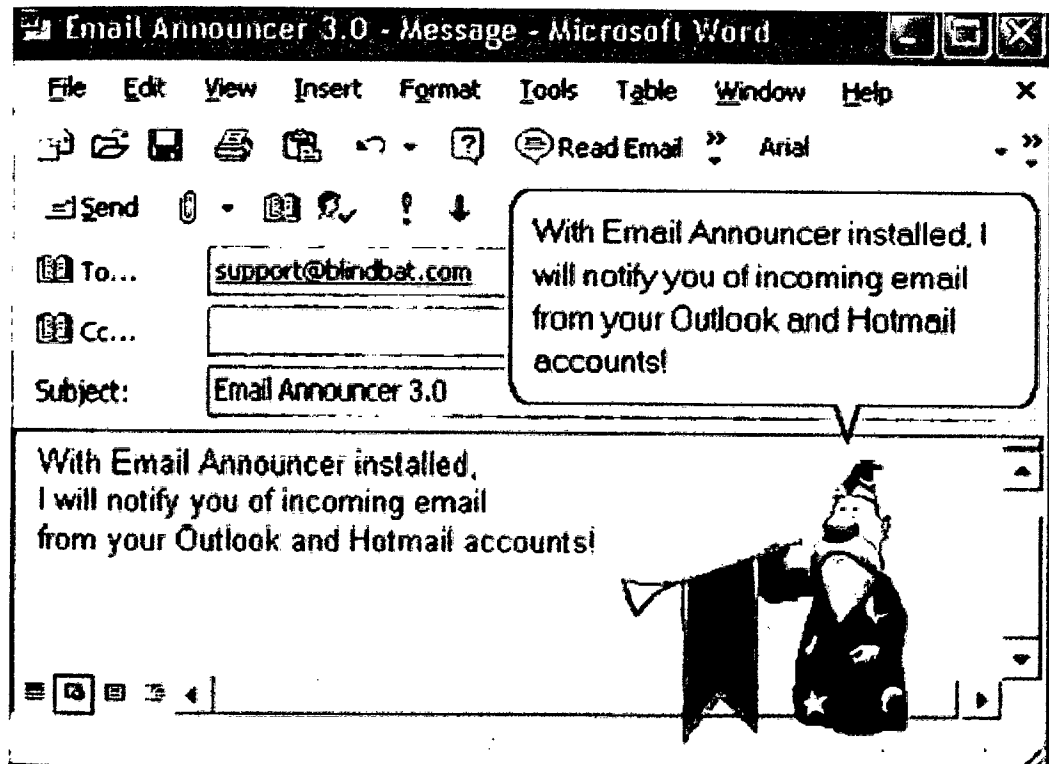 Email Announcer 3.0 - Message - Microsoft Word
File Edit View Insert Format Tools Table Window Help
Read Email Arial
Send
To... support@blindbat.com
Cc...
Subject: Email Announcer 3.0
With Email Announcer installed, I
will notify you of incoming email
from your Outlook and Hotmail
accounts!
With Email Announcer installed,
I will notify you of incoming email
from your Outlook and Hotmail accounts!